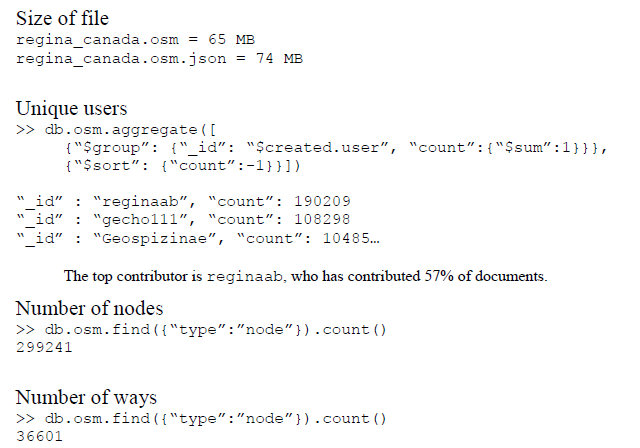 Size of file
regina_canada.osm = 65 MB
regina_canada.osm.json = 74 MB
Unique users
>> db.osm.aggregate([
{“$group”: {“_id”: “$created.user”, “count”:{“$sum”:1}}},
{“$sort”: {“count”:-1}}])
“_id” : “reginaab”, “count”: 190209
“_id” : “gecho111”, “count”: 108298
“_id” : “Geospizinae”, “count”: 10485…
The top contributor is reginaab, who has contributed 57% of documents.
Number of nodes
>> db.osm.find({“type”:”node”}).count()
299241
Number of ways
>> db.osm.find({“type”:”node”}).count()
36601